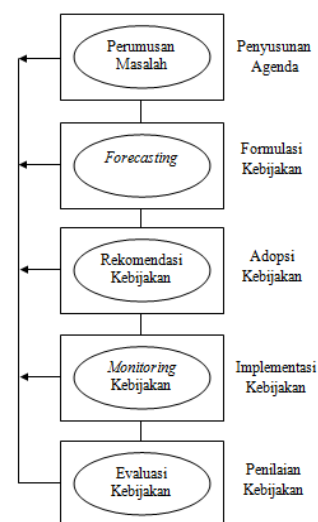 Perumusan
Masalah
Penyusunan
Agenda
Forecasting
Formulasi
Kebijakan
Rekomendasi
Kebijakan
Adopsi
Kebijakan
Monitoring
Kebijakan
Implementasi
Kebijakan
Evaluasi
Kebijakan
Penilaian
Kebijakan